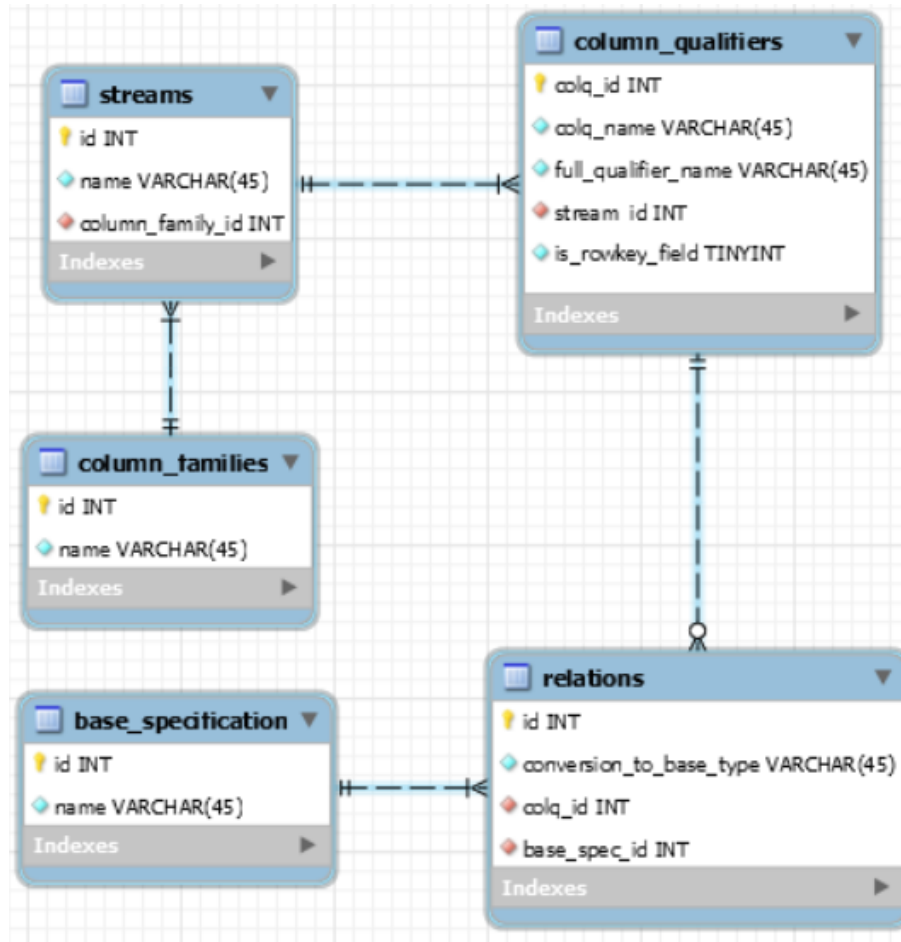 streams
id INT
name VARCHAR(45)
column_family_id INT
Indexes
column_qualifiers
colq_id INT
colq_name VARCHAR(45)
full_qualifier_name VARCHAR(45)
stream_id INT
is_rowkey_field TINYINT
Indexes
column_families
id INT
name VARCHAR(45)
Indexes
base_specification
id INT
name VARCHAR(45)
Indexes
relations
id INT
conversion_to_base_type VARCHAR(45)
colq_id INT
base_spec_id INT
Indexes